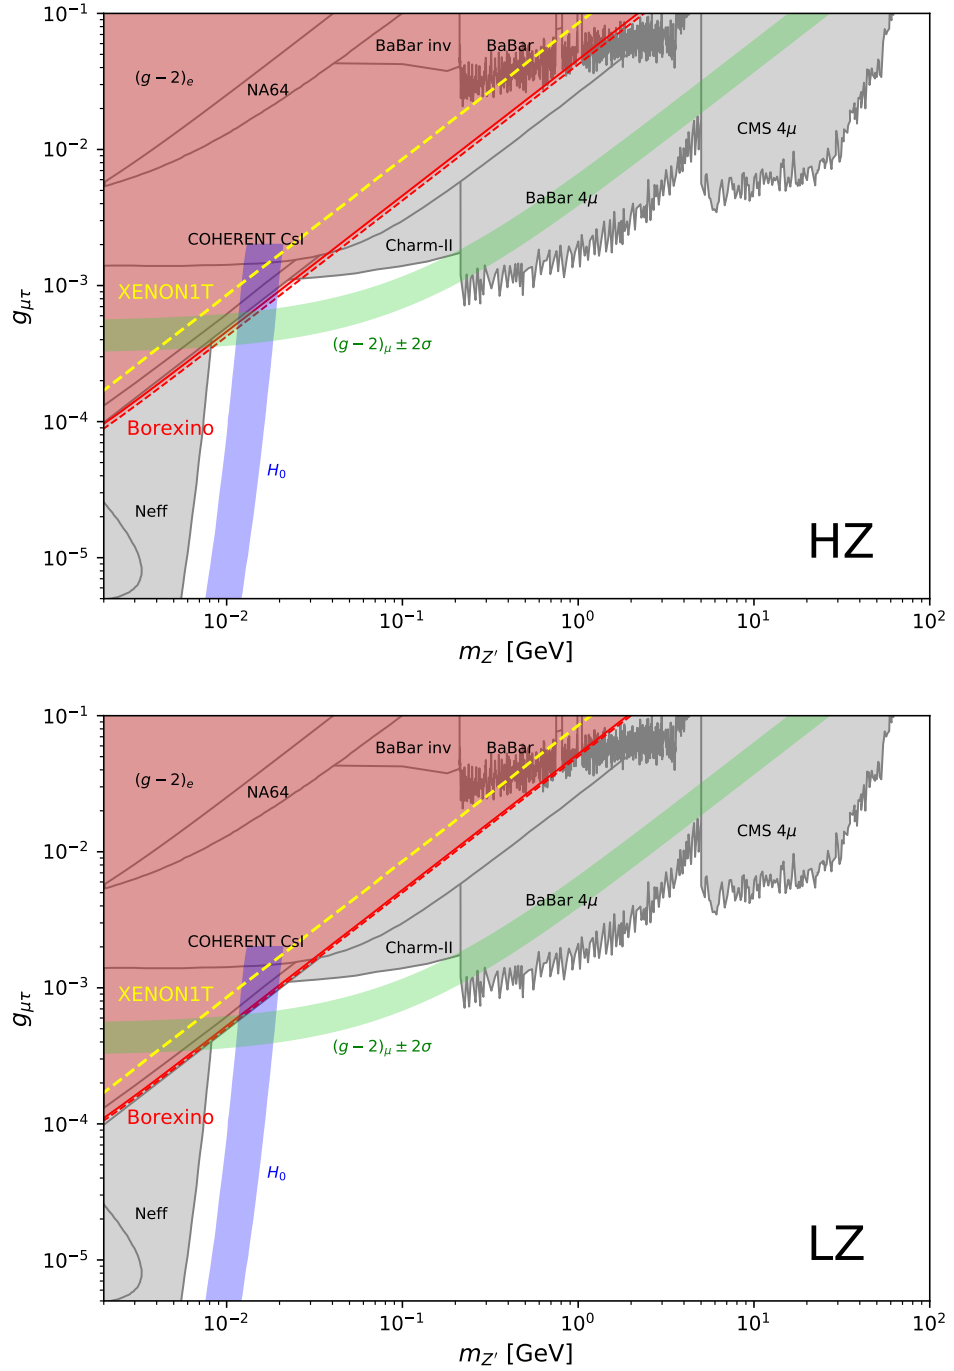 10⁻¹
BaBar inv
BaBar
(g − 2)ₑ
NA64
10⁻²
CMS 4μ
BaBar 4μ
COHERENT CsI
Charm-II
10⁻³
XENON1T
g_μτ
(g − 2)_μ ± 2σ
10⁻⁴
Borexino
H₀
Neff
HZ
10⁻⁵
10⁻² 10⁻¹ 10⁰ 10¹ 10²
m_Z′ [GeV]
10⁻¹
BaBar inv
BaBar
(g − 2)ₑ
NA64
10⁻²
CMS 4μ
BaBar 4μ
COHERENT CsI
Charm-II
10⁻³
XENON1T
g_μτ
(g − 2)_μ ± 2σ
10⁻⁴
Borexino
H₀
Neff
LZ
10⁻⁵
10⁻² 10⁻¹ 10⁰ 10¹ 10²
m_Z′ [GeV]